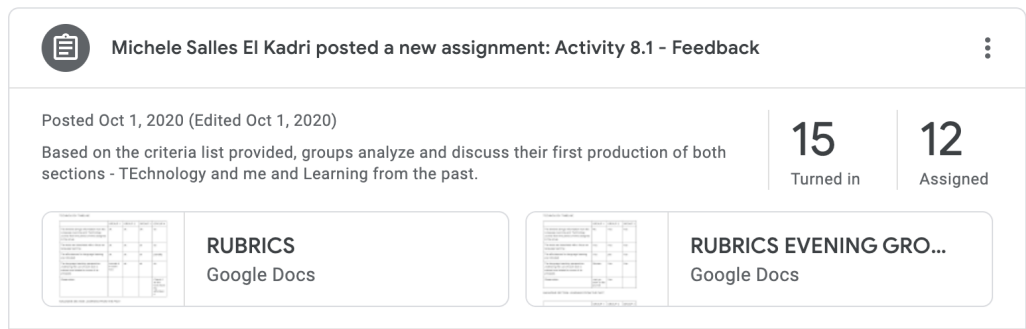 Michele Salles El Kadri posted a new assignment: Activity 8.1 - Feedback
Posted Oct 1, 2020 (Edited Oct 1, 2020)
Based on the criteria list provided, groups analyze and discuss their first production of both
sections - TEchnology and me and Learning from the past.
15
Turned in
12
Assigned
RUBRICS
Google Docs
RUBRICS EVENING GRO...
Google Docs